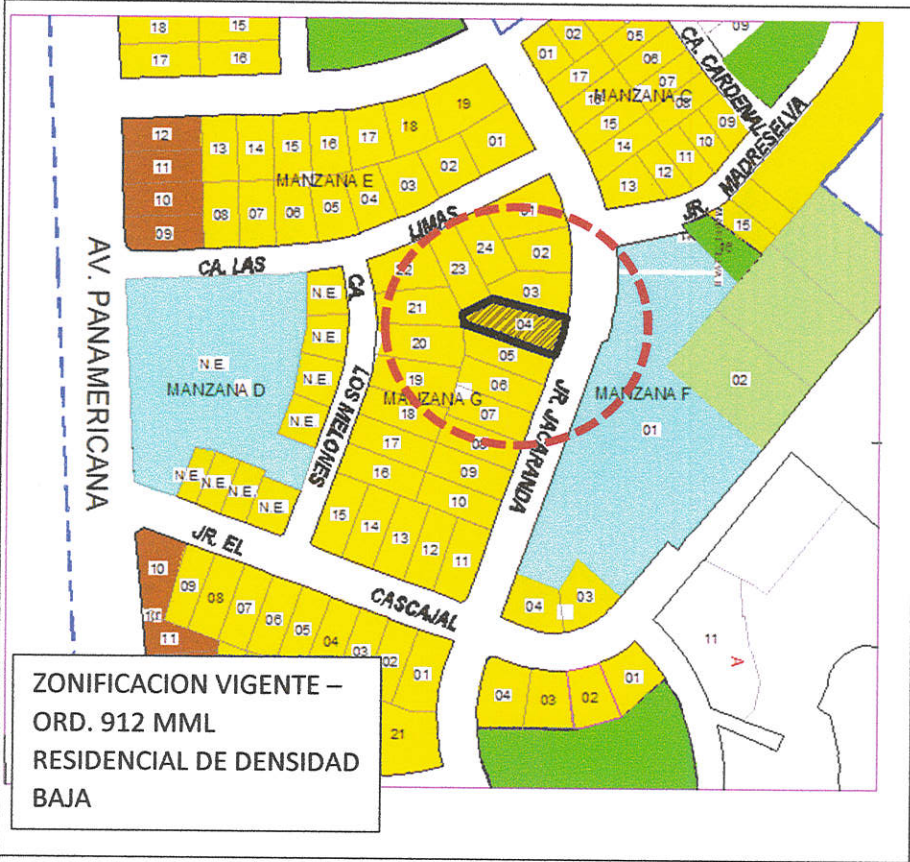 18
15
17
16
02
05
09
01
06
17
07
MANZANA C
16
08
15
09
14
10
11
12
13
CA. CARDENAL
MADRESELVA
JR.
15
19
18
12
13
14
15
16
17
01
11
MANZANA E
02
10
03
09
08
07
06
05
04
LIMAS
CA. LAS
AV. PANAMERICANA
01
24
02
23
22
03
21
04
20
05
19
06
MANZANA G
18
07
08
17
09
16
10
15
14
13
12
11
CA.
LOS MELONES
JR. JACARANDA
N.E.
N.E.
N.E.
N.E.
N.E.
MANZANA D
N.E.
N.E.
N.E.
N.E.
MANZANA F
01
02
04
03
JR. EL
CASCAJAL
10
09
08
07
06
05
04
03
02
01
11
21
04
03
02
01
11
A
ZONIFICACION VIGENTE –
ORD. 912 MML
RESIDENCIAL DE DENSIDAD
BAJA